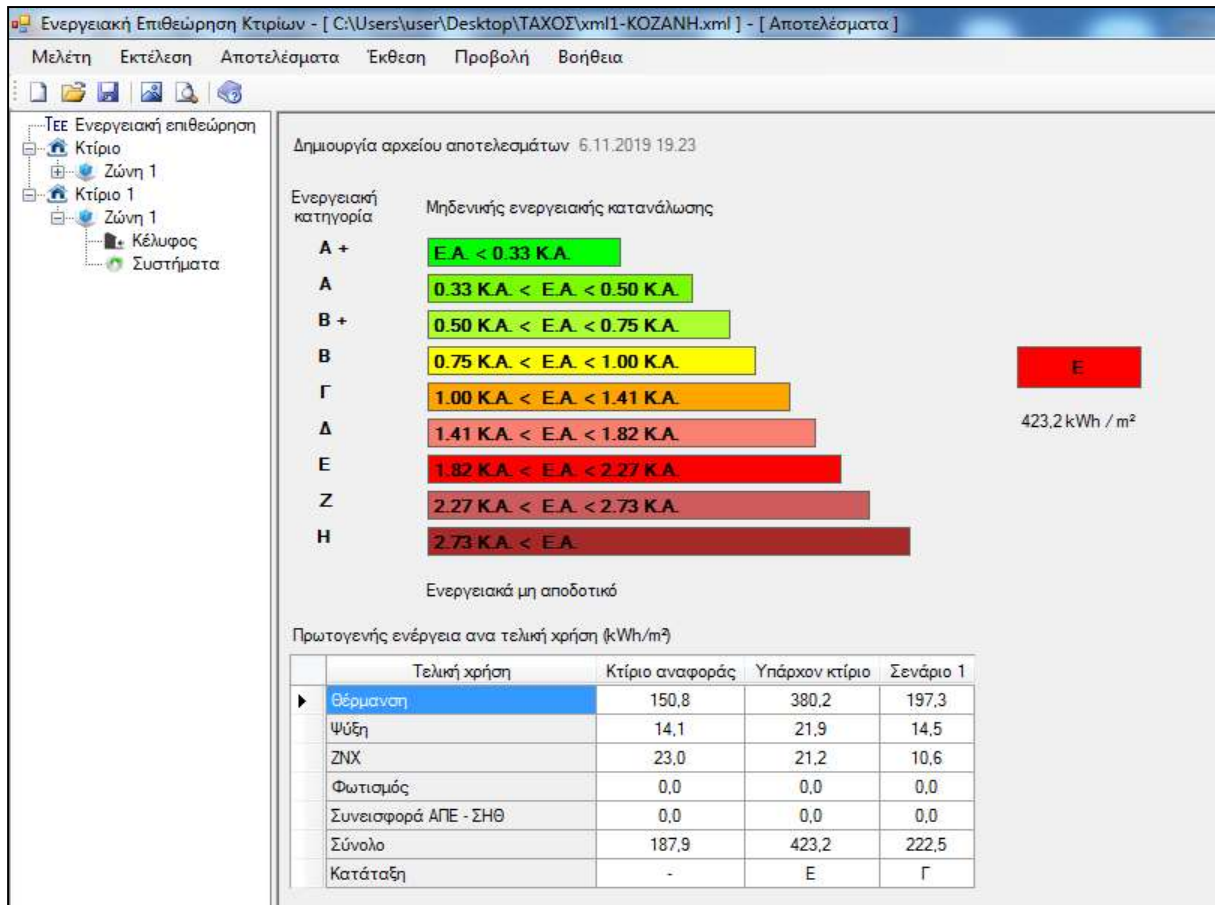 Ενεργειακή Επιθεώρηση Κτιρίων - [ C:\Users\user\Desktop\ΤΑΧΟΣ\xml1-KOZANH.xml ] - [ Αποτελέσματα ]
Μελέτη Εκτέλεση Αποτελέσματα Έκθεση Προβολή Βοήθεια
ΤΕΕ Ενεργειακή επιθεώρηση
Κτίριο
Ζώνη 1
Κτίριο 1
Ζώνη 1
Κέλυφος
Συστήματα
Δημιουργία αρχείου αποτελεσμάτων 6.11.2019 19.23
Ενεργειακή κατηγορία
Μηδενικής ενεργειακής κατανάλωσης
Α + Ε.Α. < 0.33 Κ.Α.
Α 0.33 Κ.Α. < Ε.Α. < 0.50 Κ.Α.
Β + 0.50 Κ.Α. < Ε.Α. < 0.75 Κ.Α.
Β 0.75 Κ.Α. < Ε.Α. < 1.00 Κ.Α.
Γ 1.00 Κ.Α. < Ε.Α. < 1.41 Κ.Α.
Δ 1.41 Κ.Α. < Ε.Α. < 1.82 Κ.Α.
Ε 1.82 Κ.Α. < Ε.Α. < 2.27 Κ.Α.
Ζ 2.27 Κ.Α. < Ε.Α. < 2.73 Κ.Α.
Η 2.73 Κ.Α. < Ε.Α.
Ε
423,2 kWh / m²
Ενεργειακά μη αποδοτικό
Πρωτογενής ενέργεια ανα τελική χρήση (kWh/m²)
Τελική χρήση Κτίριο αναφοράς Υπάρχον κτίριο Σενάριο 1
Θέρμανση 150,8 380,2 197,3
Ψύξη 14,1 21,9 14,5
ΖΝΧ 23,0 21,2 10,6
Φωτισμός 0,0 0,0 0,0
Συνεισφορά ΑΠΕ - ΣΗΘ 0,0 0,0 0,0
Σύνολο 187,9 423,2 222,5
Κατάταξη - Ε Γ